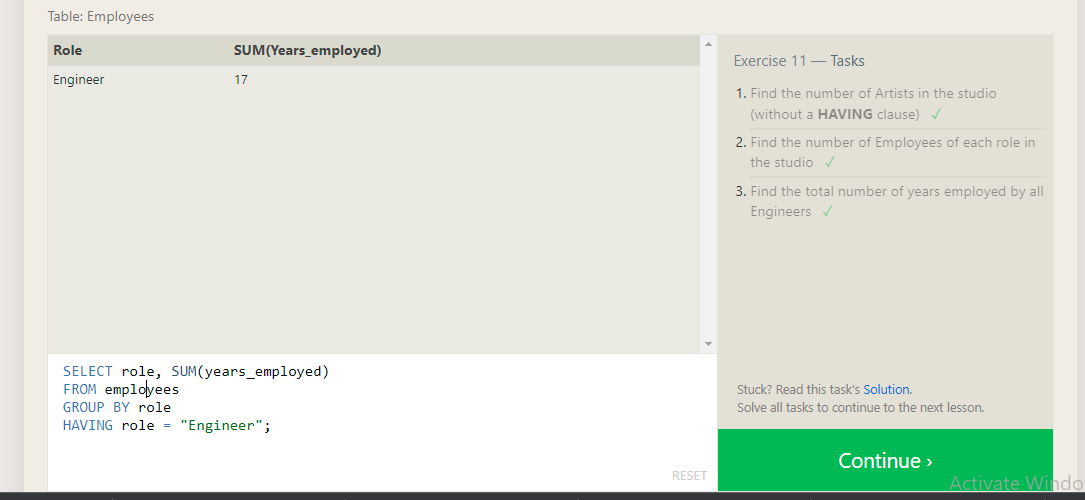 Table: Employees
Role SUM(Years_employed)
Engineer 17
SELECT role, SUM(years_employed)
FROM employees
GROUP BY role
HAVING role = "Engineer";
RESET
Exercise 11 — Tasks
1. Find the number of Artists in the studio
(without a HAVING clause) ✓
2. Find the number of Employees of each role in
the studio ✓
3. Find the total number of years employed by all
Engineers ✓
Stuck? Read this task's Solution.
Solve all tasks to continue to the next lesson.
Continue ›
Activate Windo